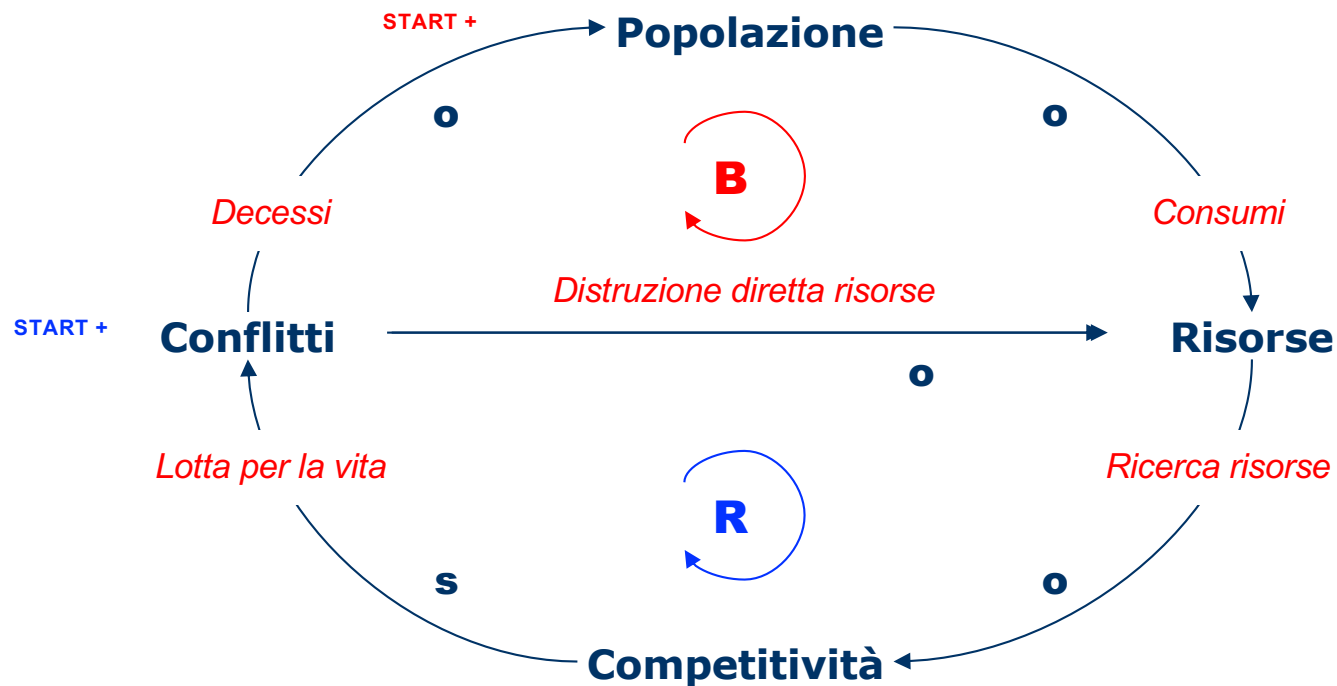 START +
Popolazione
o
o
B
Decessi
Consumi
Distruzione diretta risorse
START +
Conflitti
Risorse
o
Lotta per la vita
Ricerca risorse
R
s
o
Competitività